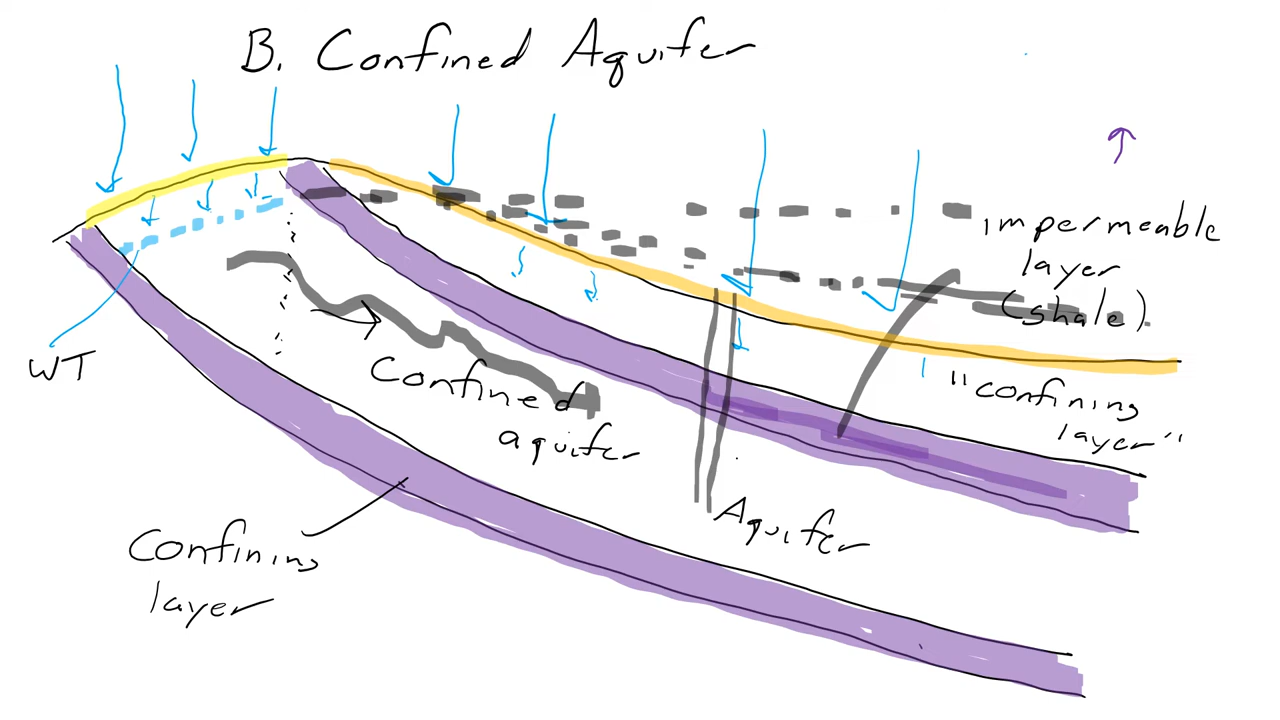 B. Confined Aquifer
impermeable
layer
(shale).
WT
Confined
aquifer
"confining
layer"
Aquifer
Confining
layer